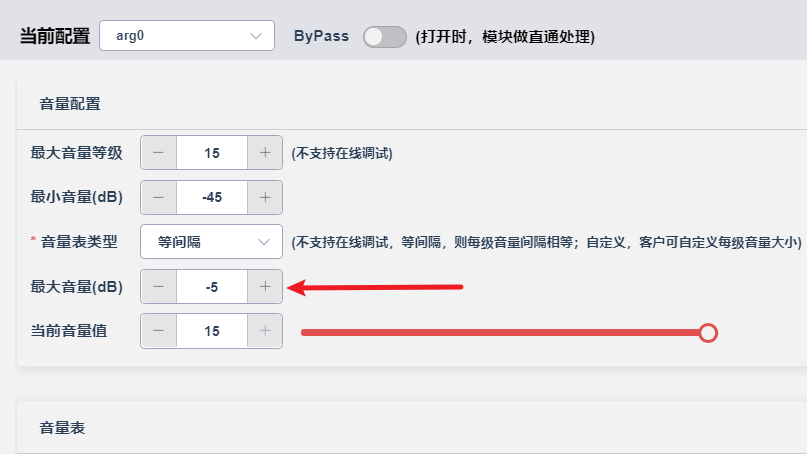 当前配置 arg0 ByPass (打开时，模块做直通处理)
音量配置
最大音量等级 － 15 + (不支持在线调试)
最小音量(dB) － -45 +
* 音量表类型 等间隔 (不支持在线调试，等间隔，则每级音量间隔相等；自定义，客户可自定义每级音量大小)
最大音量(dB) － -5 +
当前音量值 － 15 +
音量表